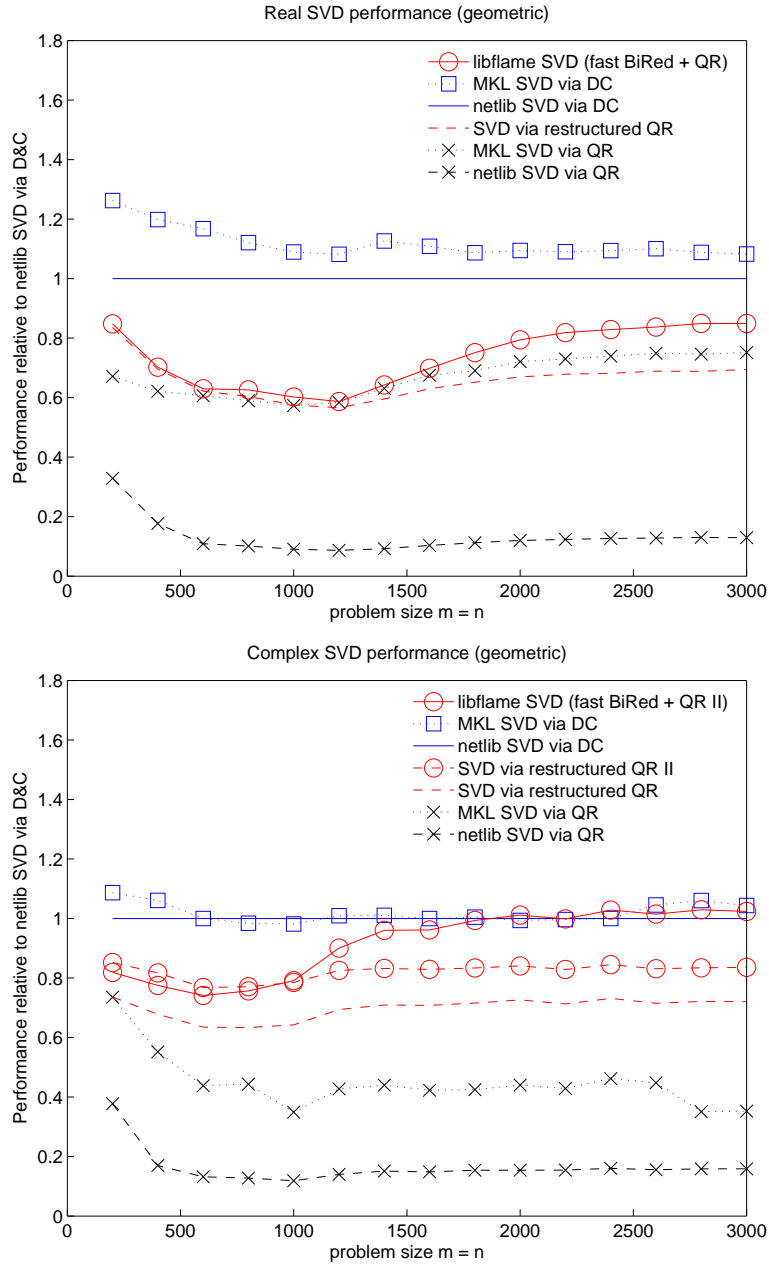 Real SVD performance (geometric)
1.8
1.6
1.4
1.2
1
0.8
0.6
0.4
0.2
0
Performance relative to netlib SVD via D&C
libflame SVD (fast BiRed + QR)
MKL SVD via DC
netlib SVD via DC
SVD via restructured QR
MKL SVD via QR
netlib SVD via QR
0 500 1000 1500 2000 2500 3000
problem size m = n
Complex SVD performance (geometric)
1.8
1.6
1.4
1.2
1
0.8
0.6
0.4
0.2
0
Performance relative to netlib SVD via D&C
libflame SVD (fast BiRed + QR II)
MKL SVD via DC
netlib SVD via DC
SVD via restructured QR II
SVD via restructured QR
MKL SVD via QR
netlib SVD via QR
0 500 1000 1500 2000 2500 3000
problem size m = n